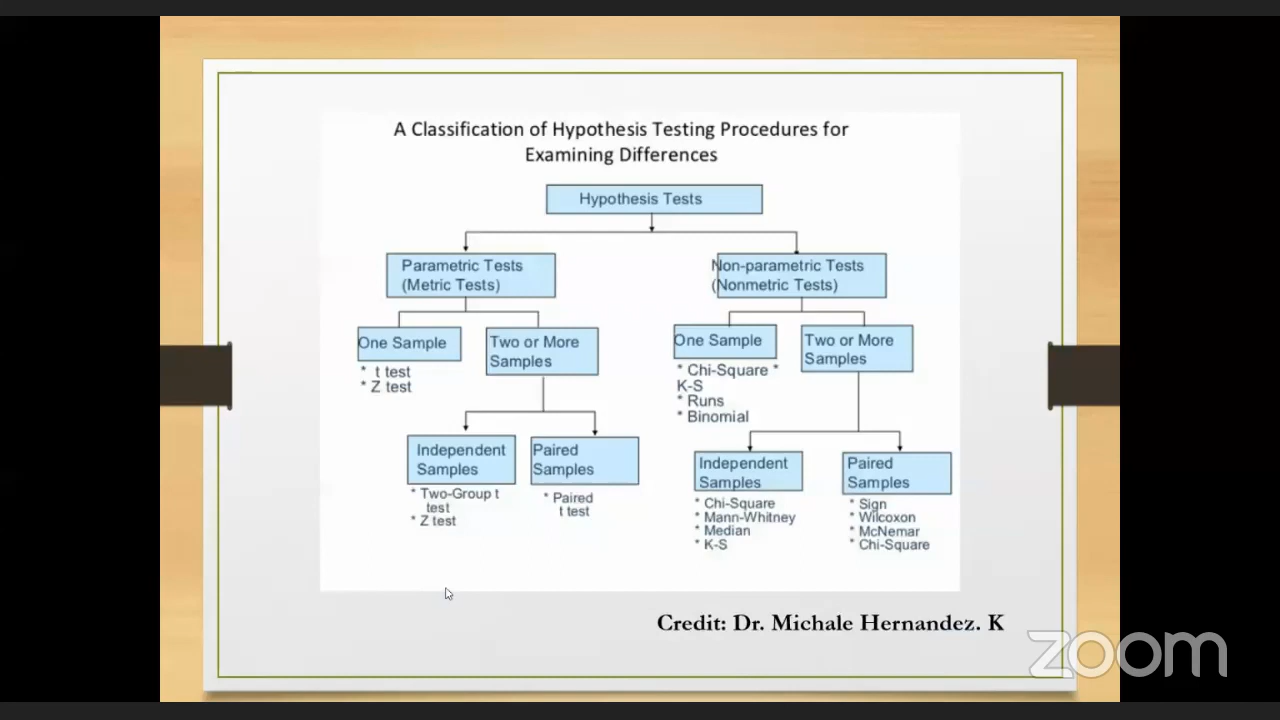 A Classification of Hypothesis Testing Procedures for
Examining Differences
Hypothesis Tests
Parametric Tests
(Metric Tests)
Non-parametric Tests
(Nonmetric Tests)
One Sample
* t test
* Z test
Two or More
Samples
One Sample
* Chi-Square *
K-S
* Runs
* Binomial
Two or More
Samples
Independent
Samples
* Two-Group t
test
* Z test
Paired
Samples
* Paired
t test
Independent
Samples
* Chi-Square
* Mann-Whitney
* Median
* K-S
Paired
Samples
* Sign
* Wilcoxon
* McNemar
* Chi-Square
Credit: Dr. Michale Hernandez. K
zoom